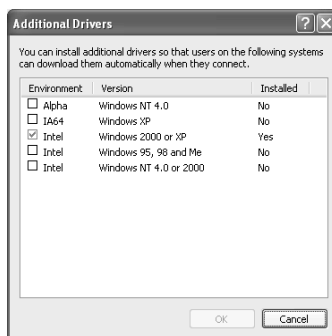 Additional Drivers
You can install additional drivers so that users on the following systems
can download them automatically when they connect.
Environment Version Installed
Alpha Windows NT 4.0 No
IA64 Windows XP No
Intel Windows 2000 or XP Yes
Intel Windows 95, 98 and Me No
Intel Windows NT 4.0 or 2000 No
OK Cancel